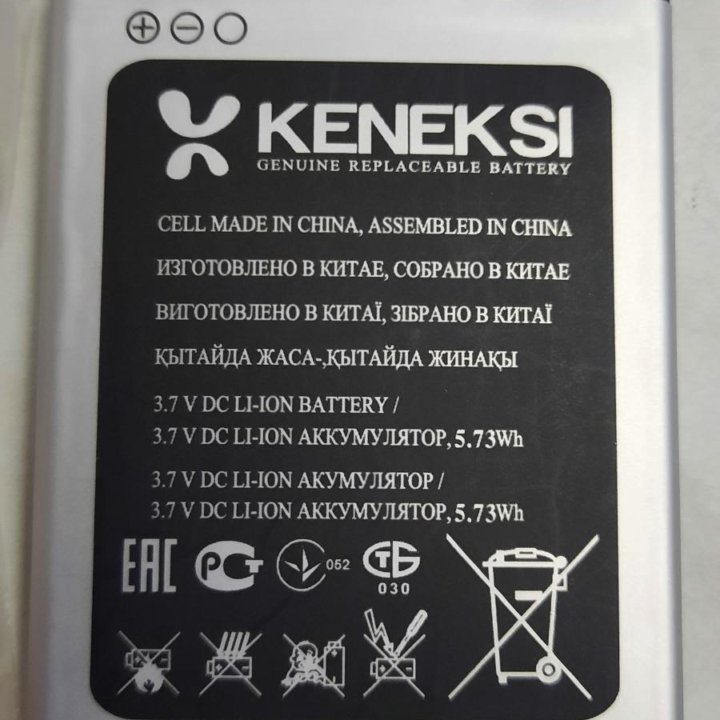 KENEKSI
GENUINE REPLACEABLE BATTERY
CELL MADE IN CHINA, ASSEMBLED IN CHINA
ИЗГОТОВЛЕНО В КИТАЕ, СОБРАНО В КИТАЕ
ВИГОТОВЛЕНО В КИТАЇ, ЗІБРАНО В КИТАЇ
ҚЫТАЙДА ЖАСА-,ҚЫТАЙДА ЖИНАҚЫ
3.7 V DC LI-ION BATTERY /
3.7 V DC LI-ION АККУМУЛЯТОР, 5.73Wh
3.7 V DC LI-ION АКУМУЛЯТОР /
3.7 V DC LI-ION АККУМУЛЯТОР, 5.73Wh
EAC РСТ 052 СТБ
030